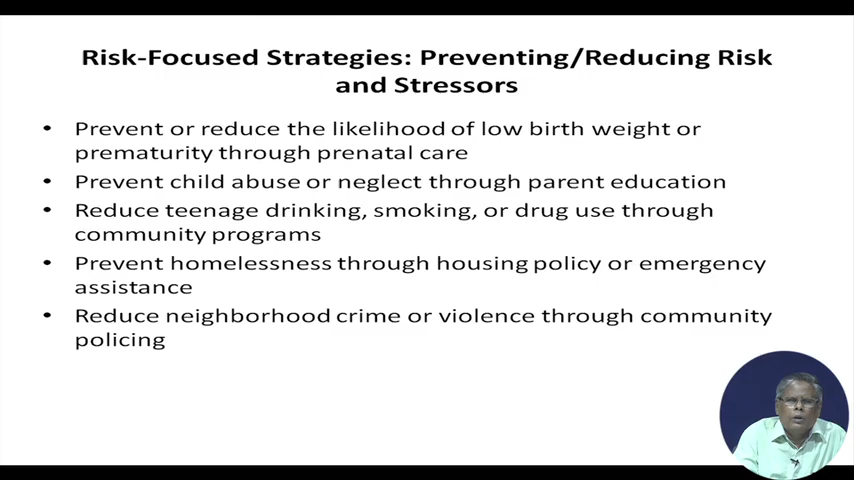 Risk-Focused Strategies: Preventing/Reducing Risk
and Stressors
• Prevent or reduce the likelihood of low birth weight or
prematurity through prenatal care
• Prevent child abuse or neglect through parent education
• Reduce teenage drinking, smoking, or drug use through
community programs
• Prevent homelessness through housing policy or emergency
assistance
• Reduce neighborhood crime or violence through community
policing